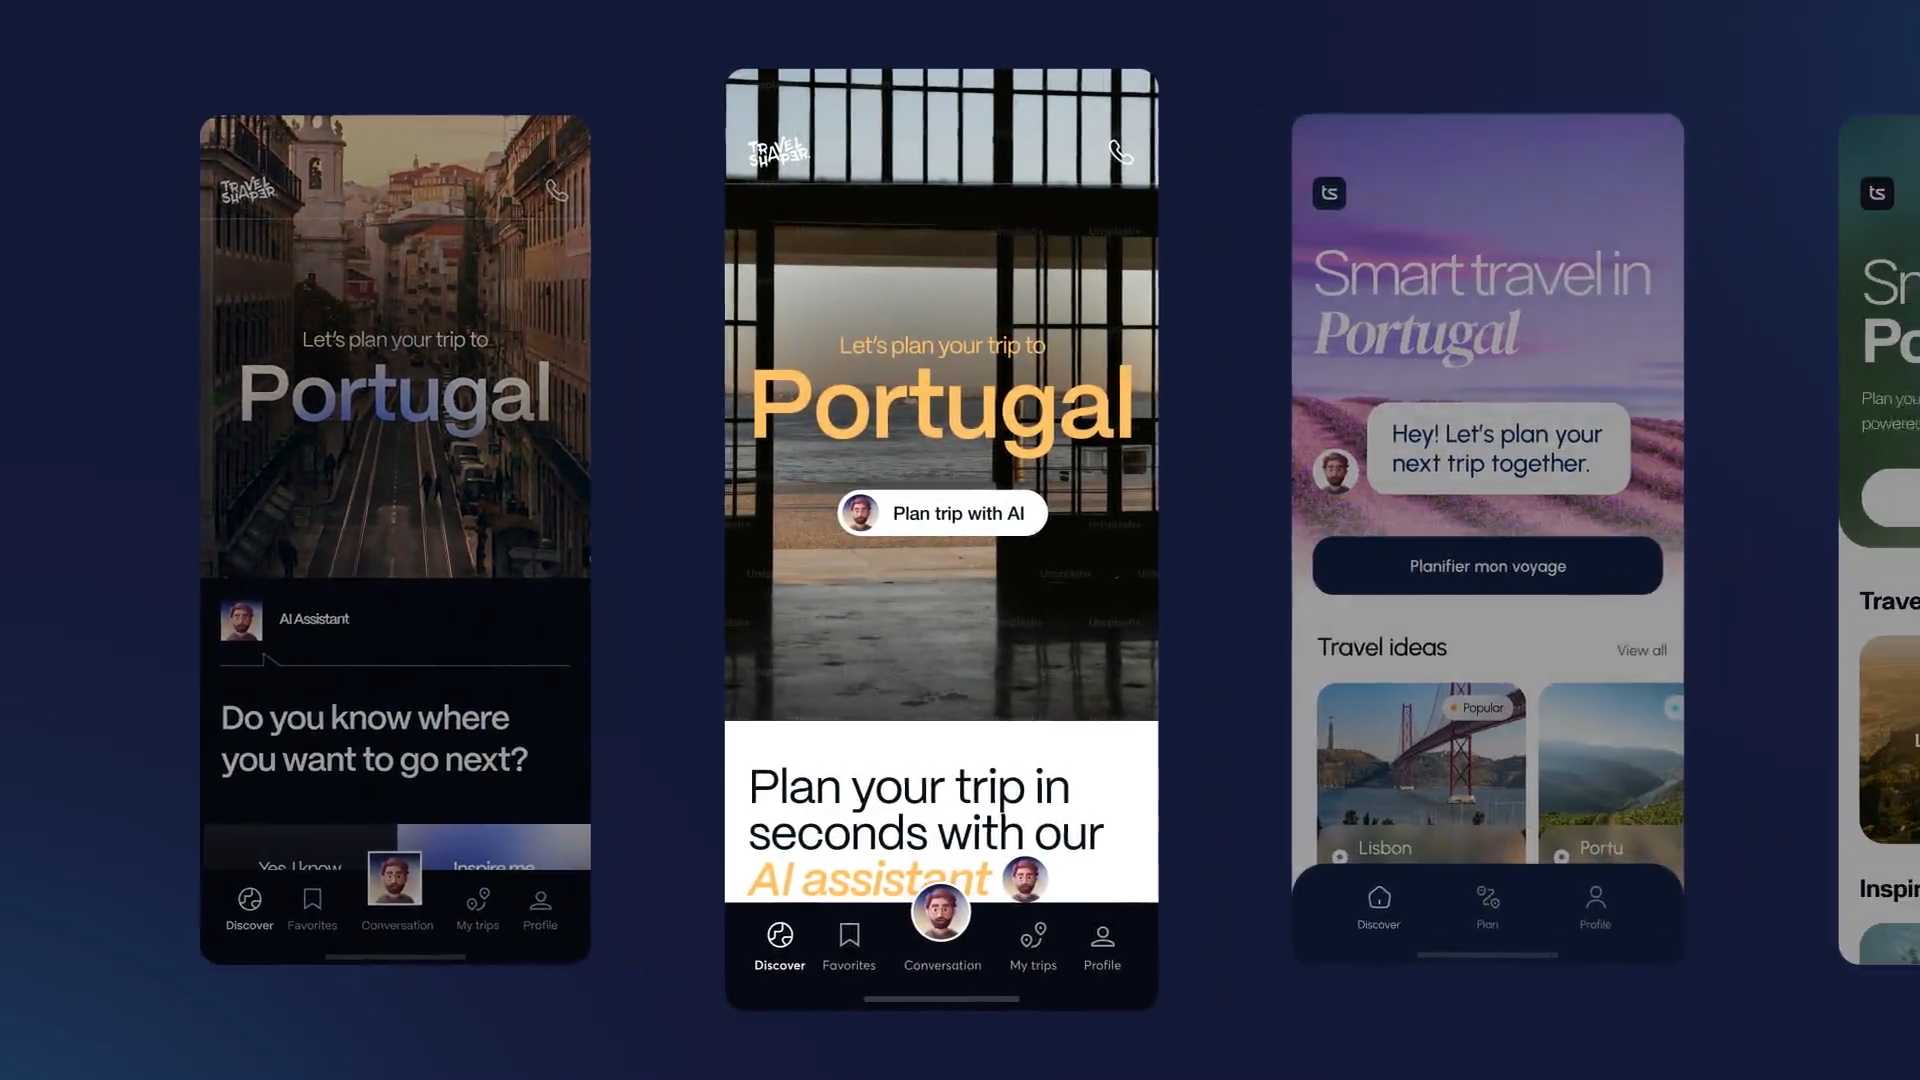 TRAVEL
SHAPER
Let's plan your trip to
Portugal
AI Assistant
Do you know where
you want to go next?
Yes, I know
Inspire me
Discover
Favorites
Conversation
My trips
Profile
TRAVEL
SHAPER
Let's plan your trip to
Portugal
Plan trip with AI
Plan your trip in
seconds with our
AI assistant
Discover
Favorites
Conversation
My trips
Profile
ts
Smart travel in
Portugal
Hey! Let's plan your
next trip together.
Planifier mon voyage
Travel ideas
View all
Popular
Lisbon
Portu
Discover
Plan
Profile
ts
Sm
Po
Plan you
powered
Trave
L
Inspir